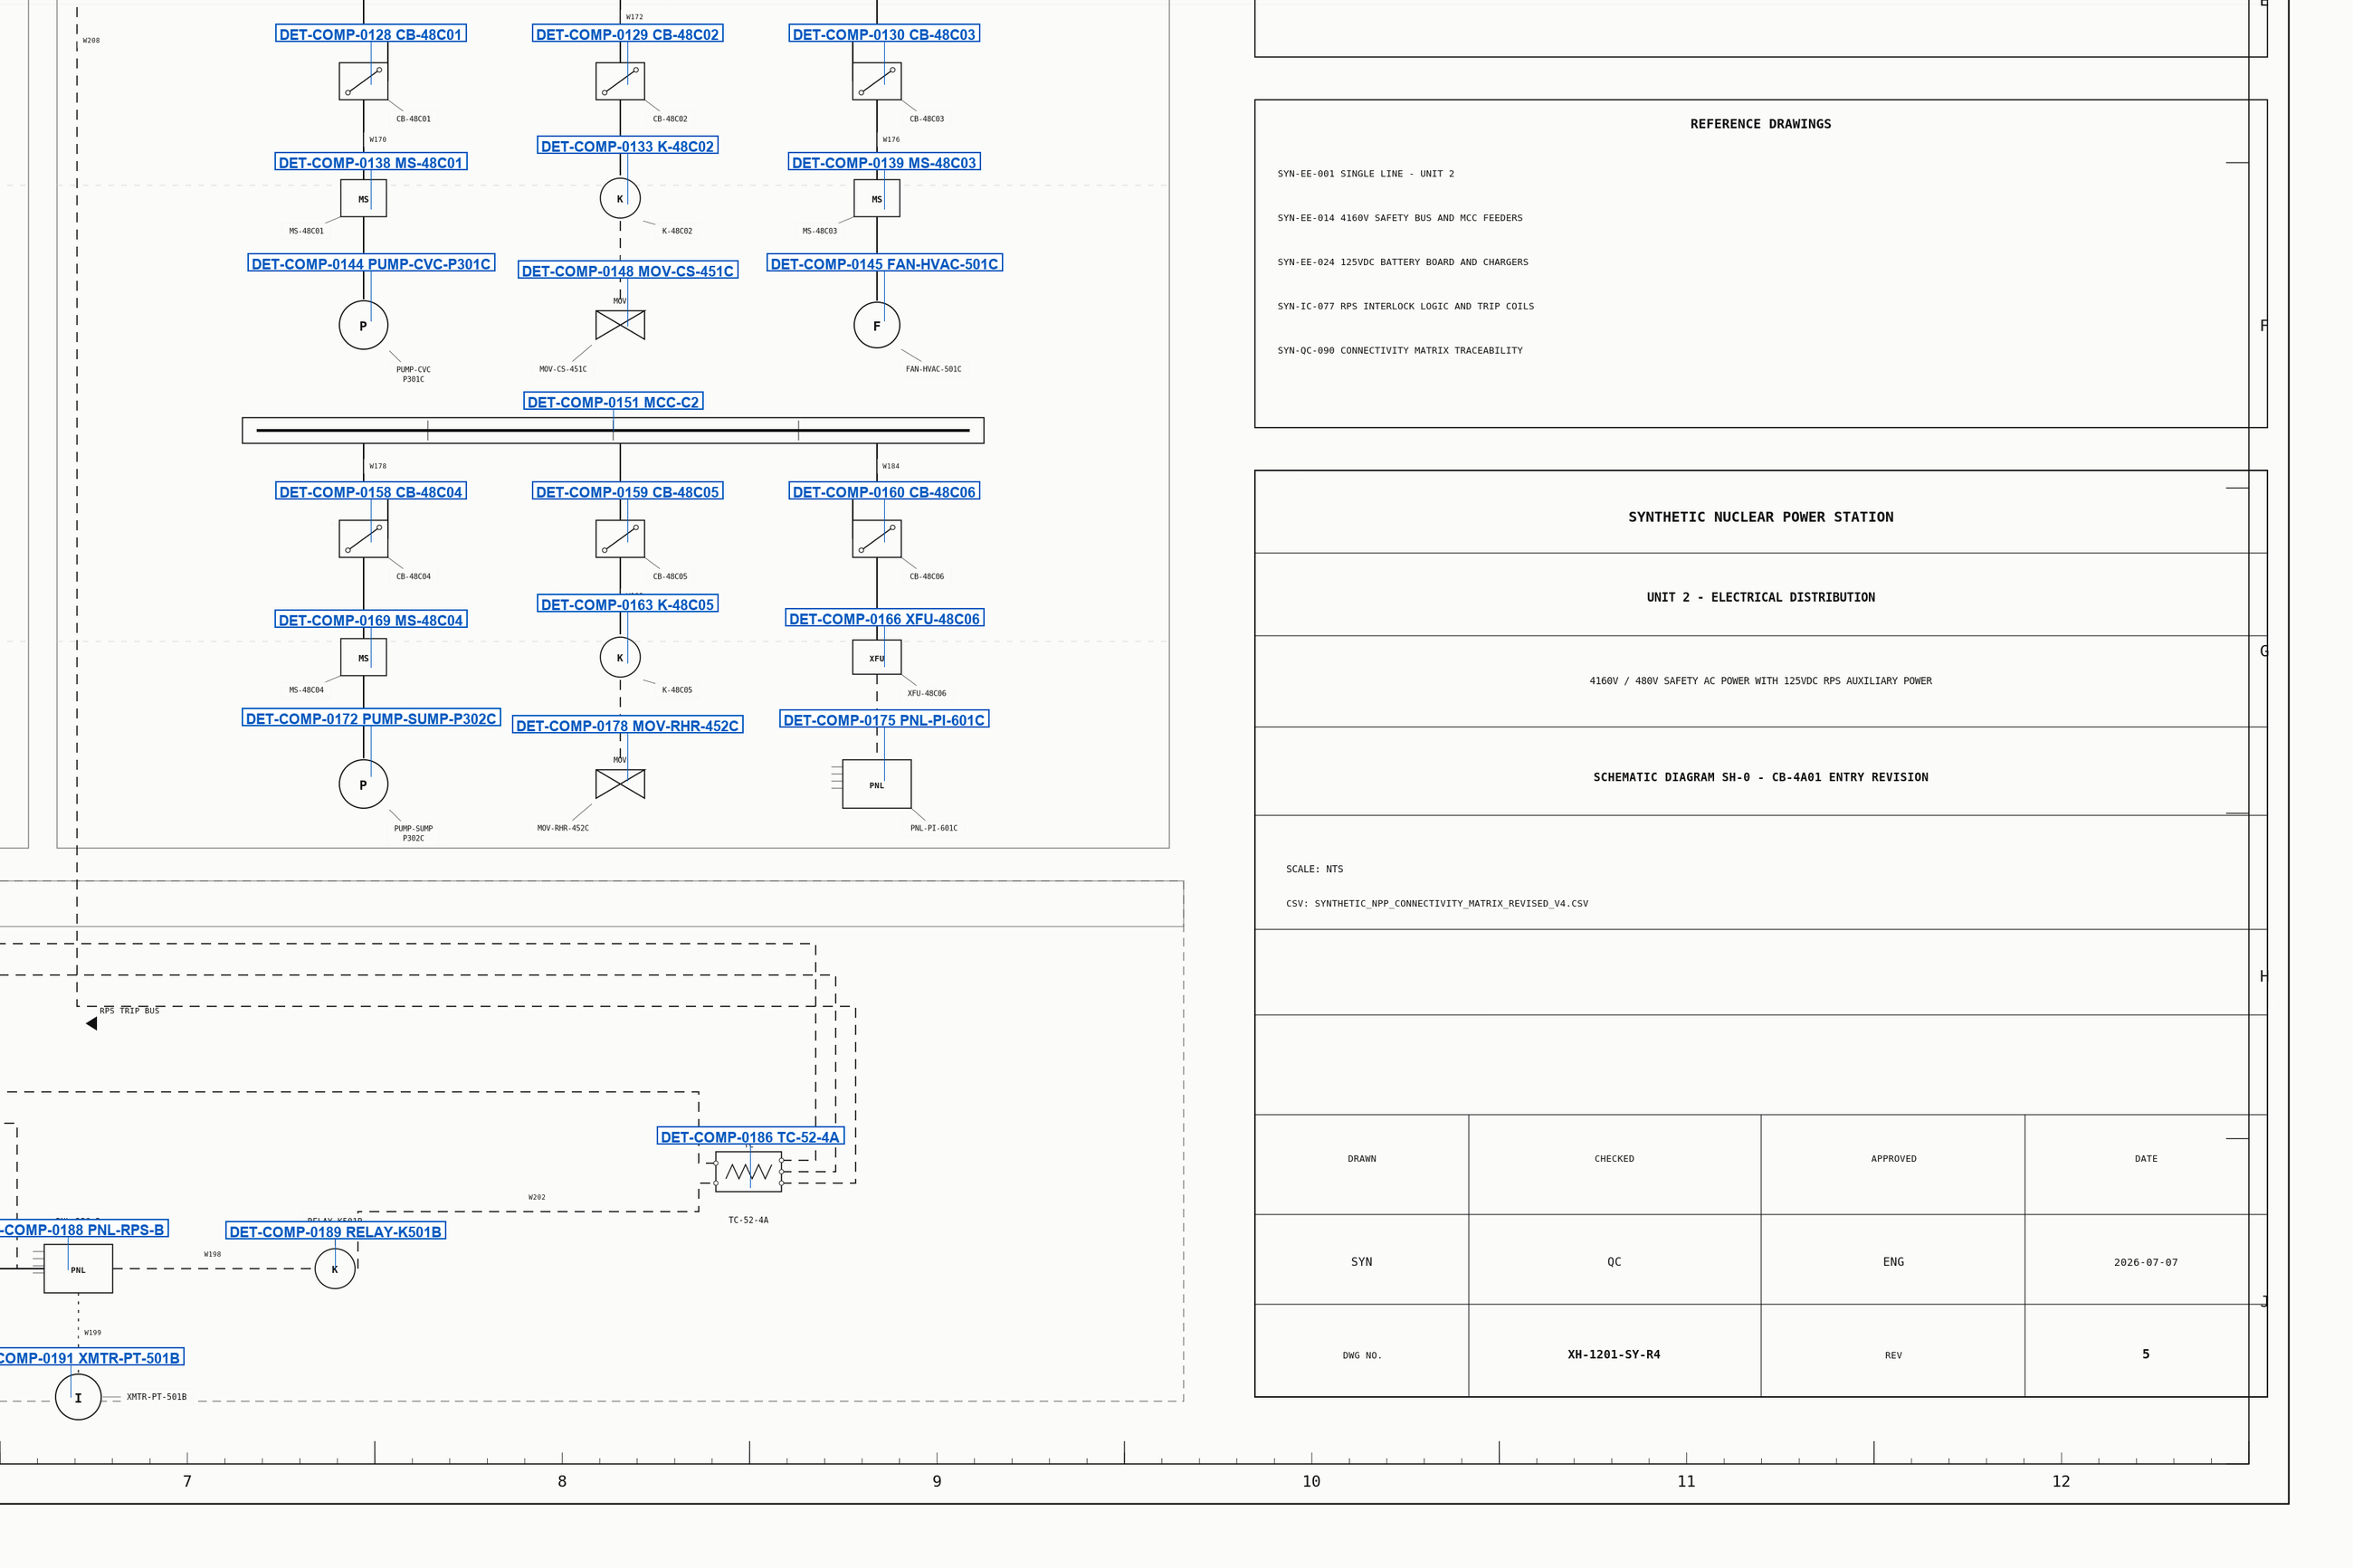 W172
W208
DET-COMP-0128 CB-48C01
DET-COMP-0129 CB-48C02
DET-COMP-0130 CB-48C03
CB-48C01
CB-48C02
CB-48C03
W170
W176
DET-COMP-0138 MS-48C01
DET-COMP-0133 K-48C02
DET-COMP-0139 MS-48C03
MS
K
MS
MS-48C01
K-48C02
MS-48C03
DET-COMP-0144 PUMP-CVC-P301C
DET-COMP-0148 MOV-CS-451C
DET-COMP-0145 FAN-HVAC-501C
MOV
P
F
PUMP-CVC
P301C
MOV-CS-451C
FAN-HVAC-501C
DET-COMP-0151 MCC-C2
W178
W184
DET-COMP-0158 CB-48C04
DET-COMP-0159 CB-48C05
DET-COMP-0160 CB-48C06
CB-48C04
CB-48C05
CB-48C06
DET-COMP-0169 MS-48C04
DET-COMP-0163 K-48C05
DET-COMP-0166 XFU-48C06
MS
K
XFU
MS-48C04
K-48C05
XFU-48C06
DET-COMP-0172 PUMP-SUMP-P302C
DET-COMP-0178 MOV-RHR-452C
DET-COMP-0175 PNL-PI-601C
MOV
P
PNL
PUMP-SUMP
P302C
MOV-RHR-452C
PNL-PI-601C
RPS TRIP BUS
DET-COMP-0186 TC-52-4A
TC-52-4A
W202
-COMP-0188 PNL-RPS-B
DET-COMP-0189 RELAY-K501B
W198
PNL
K
W199
COMP-0191 XMTR-PT-501B
I
XMTR-PT-501B
REFERENCE DRAWINGS
SYN-EE-001 SINGLE LINE - UNIT 2
SYN-EE-014 4160V SAFETY BUS AND MCC FEEDERS
SYN-EE-024 125VDC BATTERY BOARD AND CHARGERS
SYN-IC-077 RPS INTERLOCK LOGIC AND TRIP COILS
SYN-QC-090 CONNECTIVITY MATRIX TRACEABILITY
SYNTHETIC NUCLEAR POWER STATION
UNIT 2 - ELECTRICAL DISTRIBUTION
4160V / 480V SAFETY AC POWER WITH 125VDC RPS AUXILIARY POWER
SCHEMATIC DIAGRAM SH-0 - CB-4A01 ENTRY REVISION
SCALE: NTS
CSV: SYNTHETIC_NPP_CONNECTIVITY_MATRIX_REVISED_V4.CSV
DRAWN CHECKED APPROVED DATE
SYN QC ENG 2026-07-07
DWG NO. XH-1201-SY-R4 REV 5
E
F
G
H
J
7 8 9 10 11 12